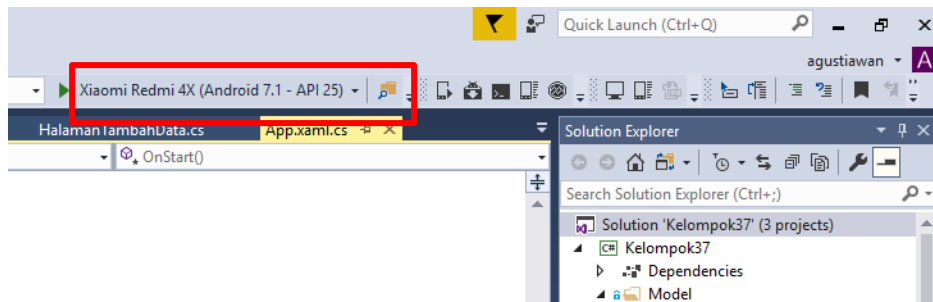 Quick Launch (Ctrl+Q)
agustiawan
A
Xiaomi Redmi 4X (Android 7.1 - API 25)
HalamanTambahData.cs
App.xaml.cs
Solution Explorer
OnStart()
Search Solution Explorer (Ctrl+;)
Solution 'Kelompok37' (3 projects)
C# Kelompok37
Dependencies
Model